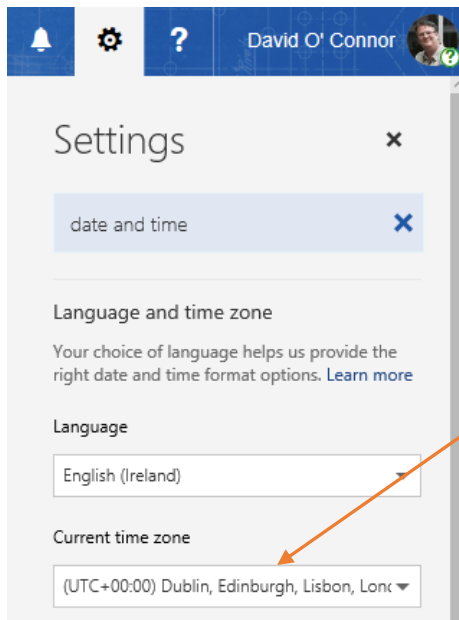 ? David O' Connor
Settings
date and time
Language and time zone
Your choice of language helps us provide the
right date and time format options. Learn more
Language
English (Ireland)
Current time zone
(UTC+00:00) Dublin, Edinburgh, Lisbon, Lon